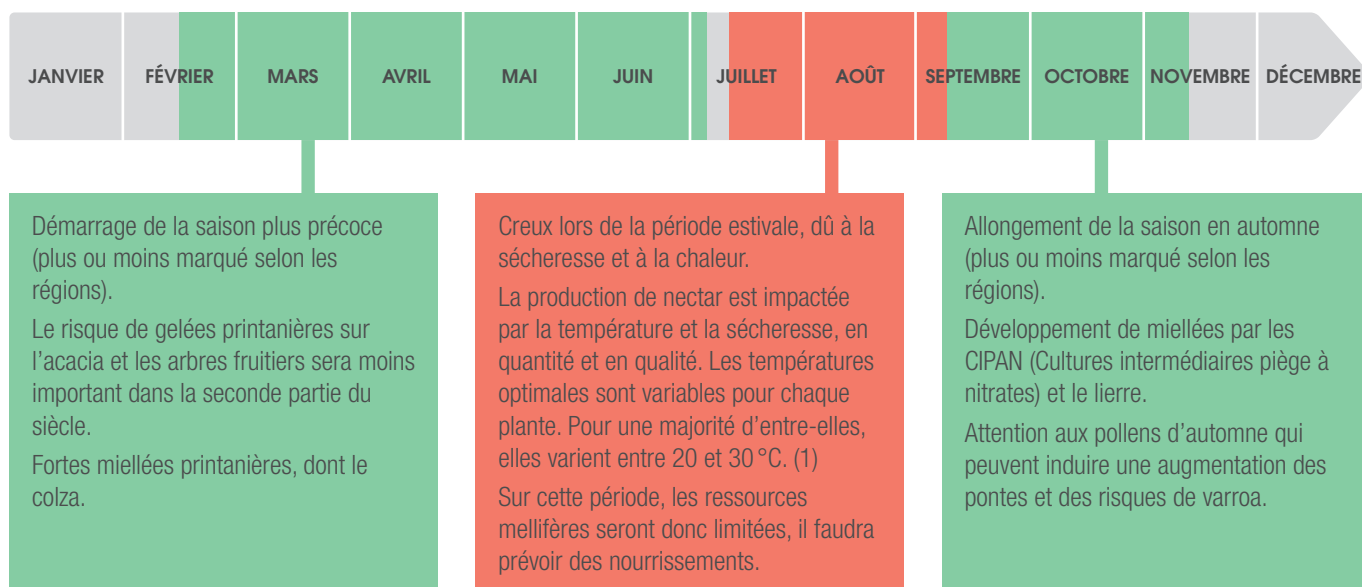 JANVIER FÉVRIER MARS AVRIL MAI JUIN JUILLET AOÛT SEPTEMBRE OCTOBRE NOVEMBRE DÉCEMBRE
Démarrage de la saison plus précoce
(plus ou moins marqué selon les
régions).
Le risque de gelées printanières sur
l’acacia et les arbres fruitiers sera moins
important dans la seconde partie du
siècle.
Fortes miellées printanières, dont le
colza.
Creux lors de la période estivale, dû à la
sécheresse et à la chaleur.
La production de nectar est impactée
par la température et la sécheresse, en
quantité et en qualité. Les températures
optimales sont variables pour chaque
plante. Pour une majorité d’entre-elles,
elles varient entre 20 et 30 °C. (1)
Sur cette période, les ressources
mellifères seront donc limitées, il faudra
prévoir des nourrissements.
Allongement de la saison en automne
(plus ou moins marqué selon les
régions).
Développement de miellées par les
CIPAN (Cultures intermédiaires piège à
nitrates) et le lierre.
Attention aux pollens d’automne qui
peuvent induire une augmentation des
pontes et des risques de varroa.